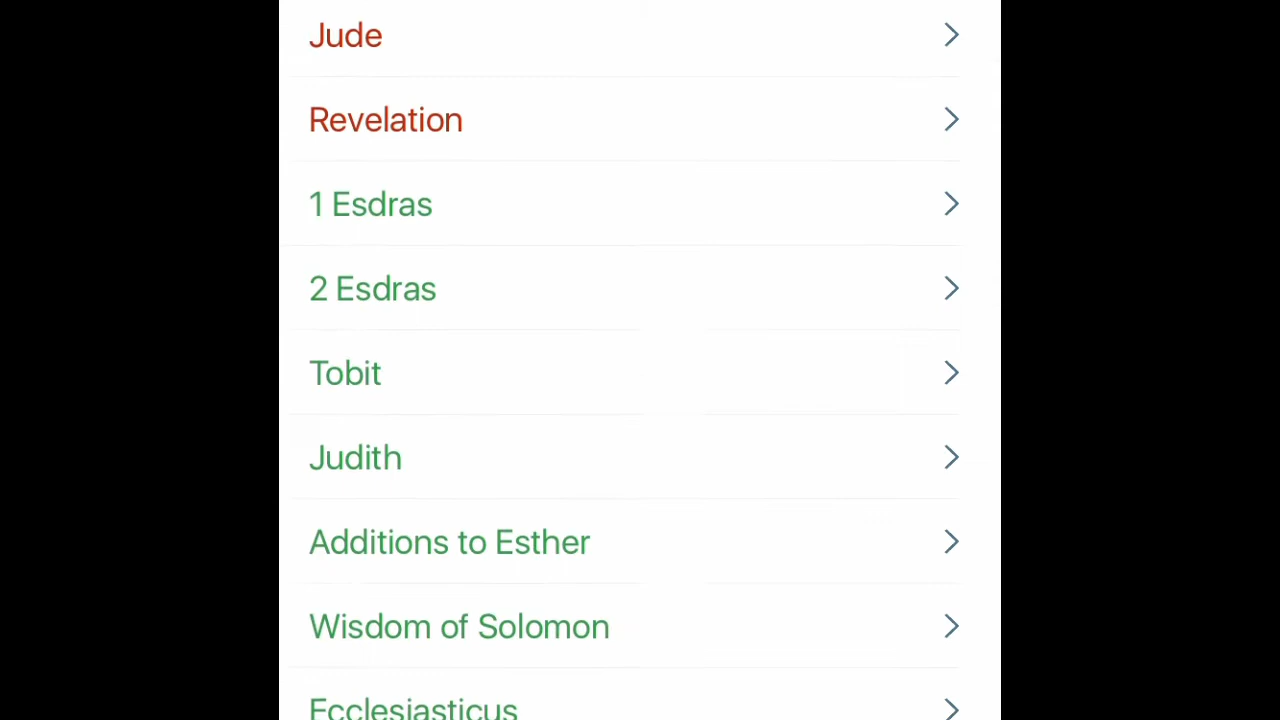 Jude
Revelation
1 Esdras
2 Esdras
Tobit
Judith
Additions to Esther
Wisdom of Solomon
Ecclesiasticus